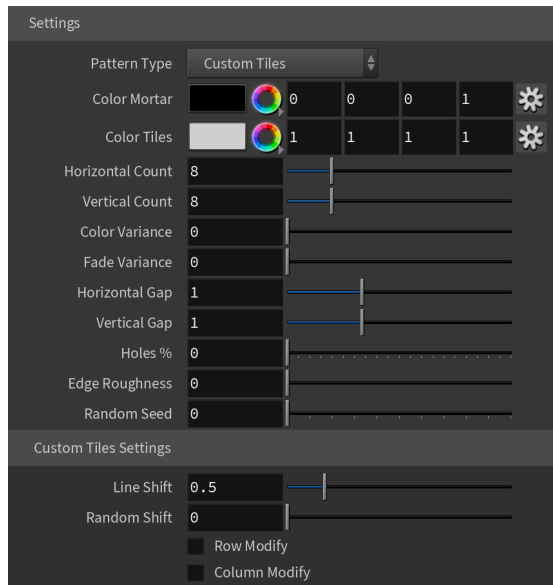 Settings
Pattern Type Custom Tiles
Color Mortar 0 0 0 1
Color Tiles 1 1 1 1
Horizontal Count 8
Vertical Count 8
Color Variance 0
Fade Variance 0
Horizontal Gap 1
Vertical Gap 1
Holes % 0
Edge Roughness 0
Random Seed 0
Custom Tiles Settings
Line Shift 0.5
Random Shift 0
Row Modify
Column Modify